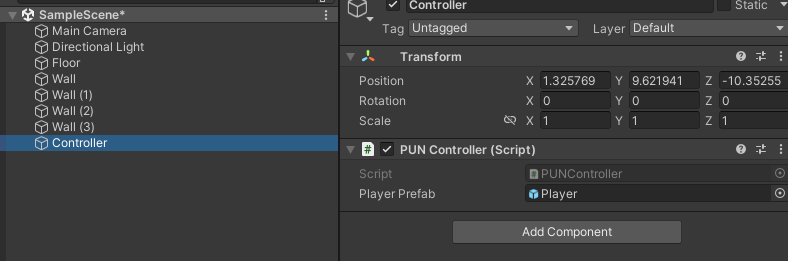 SampleScene*
Main Camera
Directional Light
Floor
Wall
Wall (1)
Wall (2)
Wall (3)
Controller
Controller
Static
Tag Untagged Layer Default
Transform
Position X 1.325769 Y 9.621941 Z -10.35255
Rotation X 0 Y 0 Z 0
Scale X 1 Y 1 Z 1
# PUN Controller (Script)
Script # PUNController
Player Prefab Player
Add Component